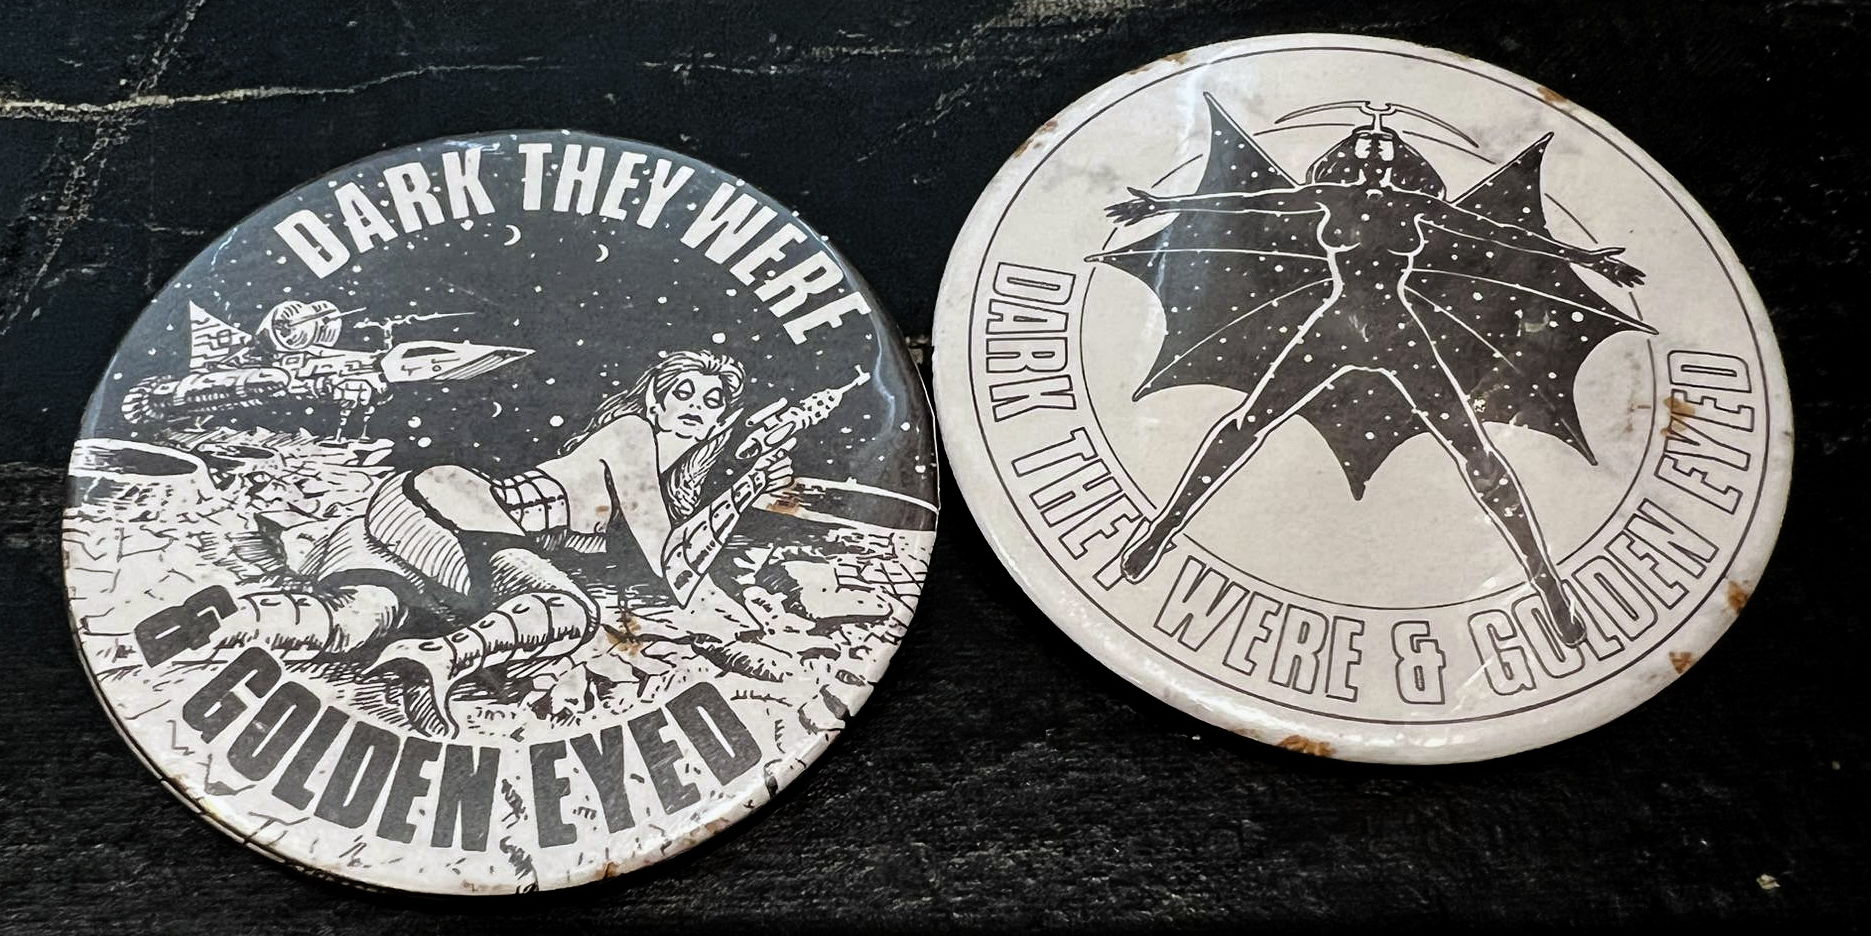 DARK THEY WERE
& GOLDEN EYED
DARK THEY WERE & GOLDEN EYED